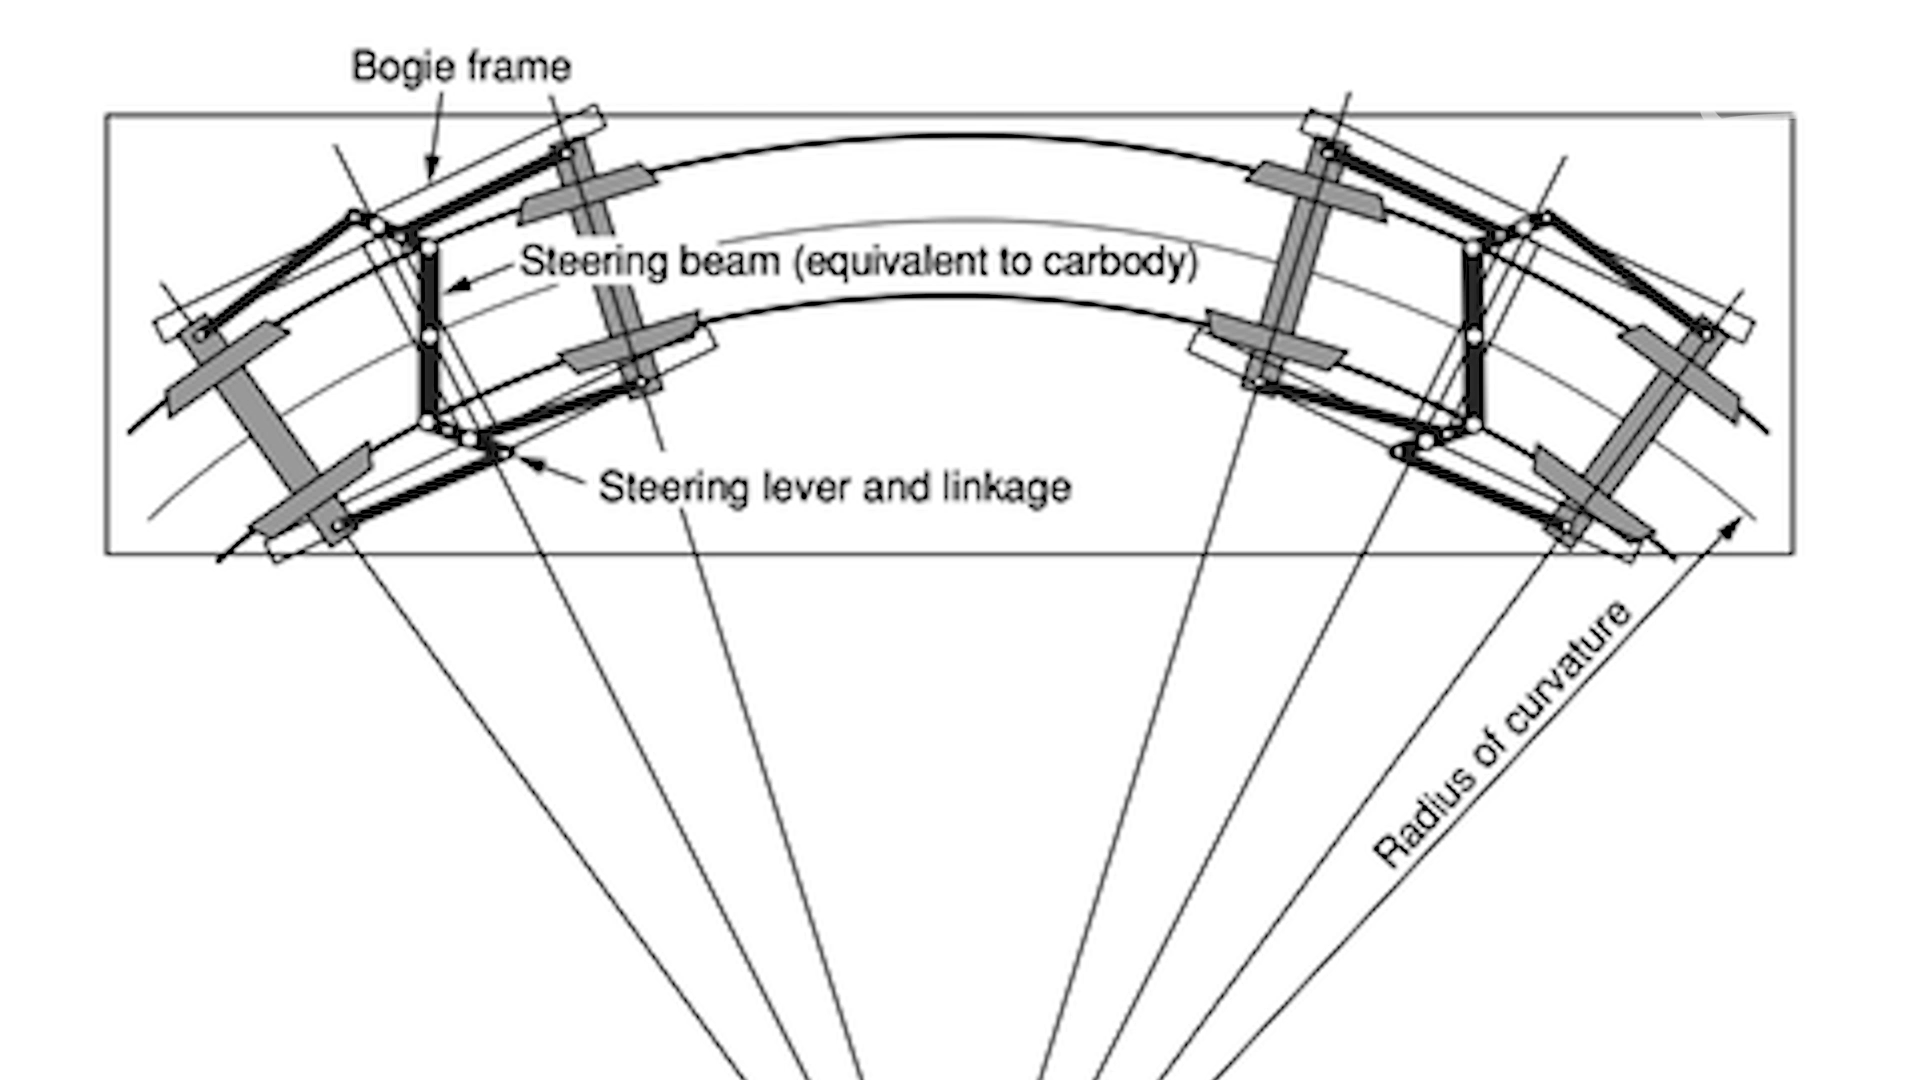 Bogie frame
Steering beam (equivalent to carbody)
Steering lever and linkage
Radius of curvature